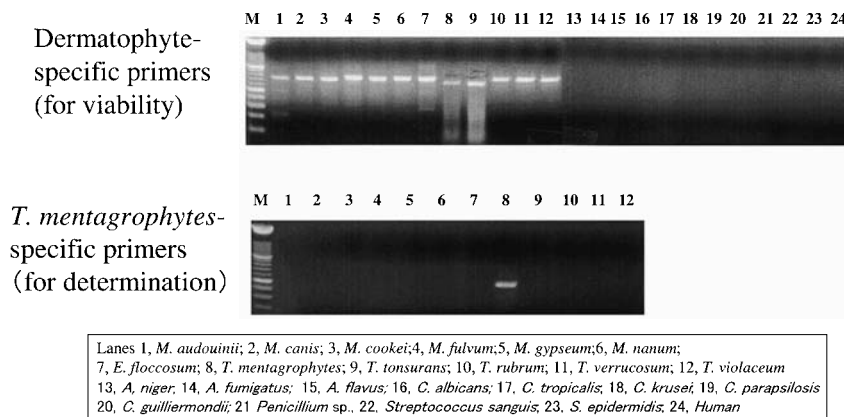 M 1 2 3 4 5 6 7 8 9 10 11 12 13 14 15 16 17 18 19 20 21 22 23 24
Dermatophyte-
specific primers
(for viability)
M 1 2 3 4 5 6 7 8 9 10 11 12
T. mentagrophytes-
specific primers
(for determination)
Lanes 1, M. audouinii; 2, M. canis; 3, M. cookei;4, M. fulvum;5, M. gypseum;6, M. nanum;
7, E. floccosum; 8, T. mentagrophytes; 9, T. tonsurans; 10, T. rubrum; 11, T. verrucosum; 12, T. violaceum
13, A, niger; 14, A. fumigatus; 15, A. flavus; 16, C. albicans; 17, C. tropicalis; 18, C. krusei; 19, C. parapsilosis
20, C. guilliermondii; 21 Penicillium sp., 22, Streptococcus sanguis; 23, S. epidermidis; 24, Human